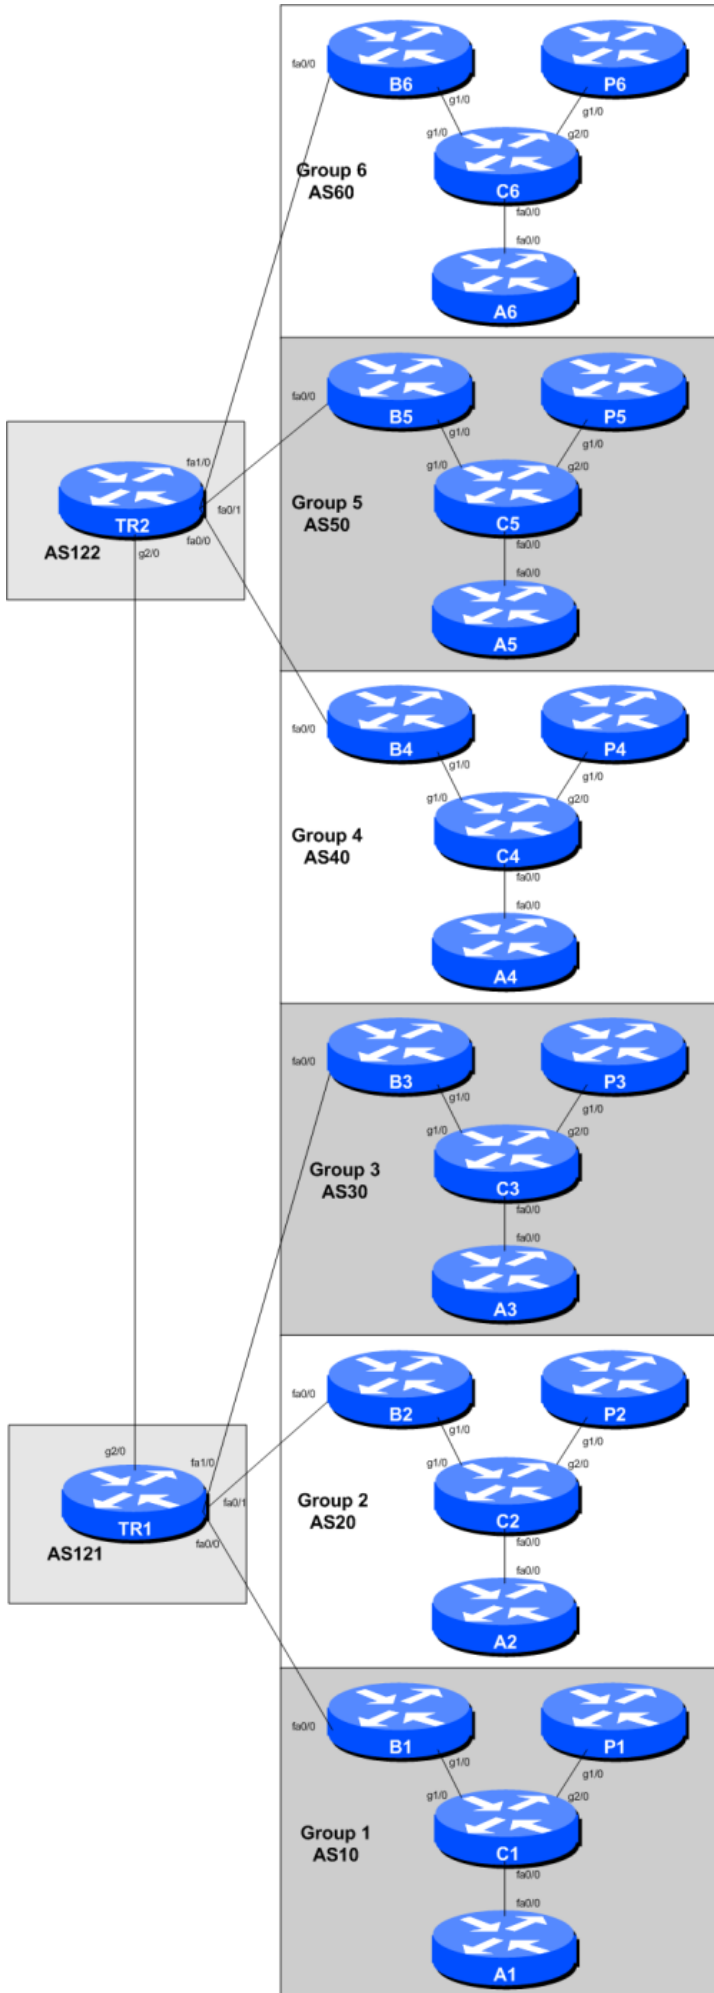 fa0/0
B6
P6
g1/0
g1/0
g1/0
g2/0
Group 6
AS60
C6
fa0/0
fa0/0
A6
fa0/0
B5
P5
g1/0
g1/0
g1/0
g2/0
Group 5
AS50
C5
fa0/0
fa0/0
A5
fa1/0
fa0/1
TR2
fa0/0
AS122
g2/0
fa0/0
B4
P4
g1/0
g1/0
g1/0
g2/0
Group 4
AS40
C4
fa0/0
fa0/0
A4
fa0/0
B3
P3
g1/0
g1/0
g1/0
g2/0
Group 3
AS30
C3
fa0/0
fa0/0
A3
fa0/0
B2
P2
g1/0
g1/0
g1/0
g2/0
Group 2
AS20
C2
fa0/0
fa0/0
A2
g2/0
fa1/0
fa0/1
TR1
fa0/0
AS121
fa0/0
B1
P1
g1/0
g1/0
g1/0
g2/0
Group 1
AS10
C1
fa0/0
fa0/0
A1